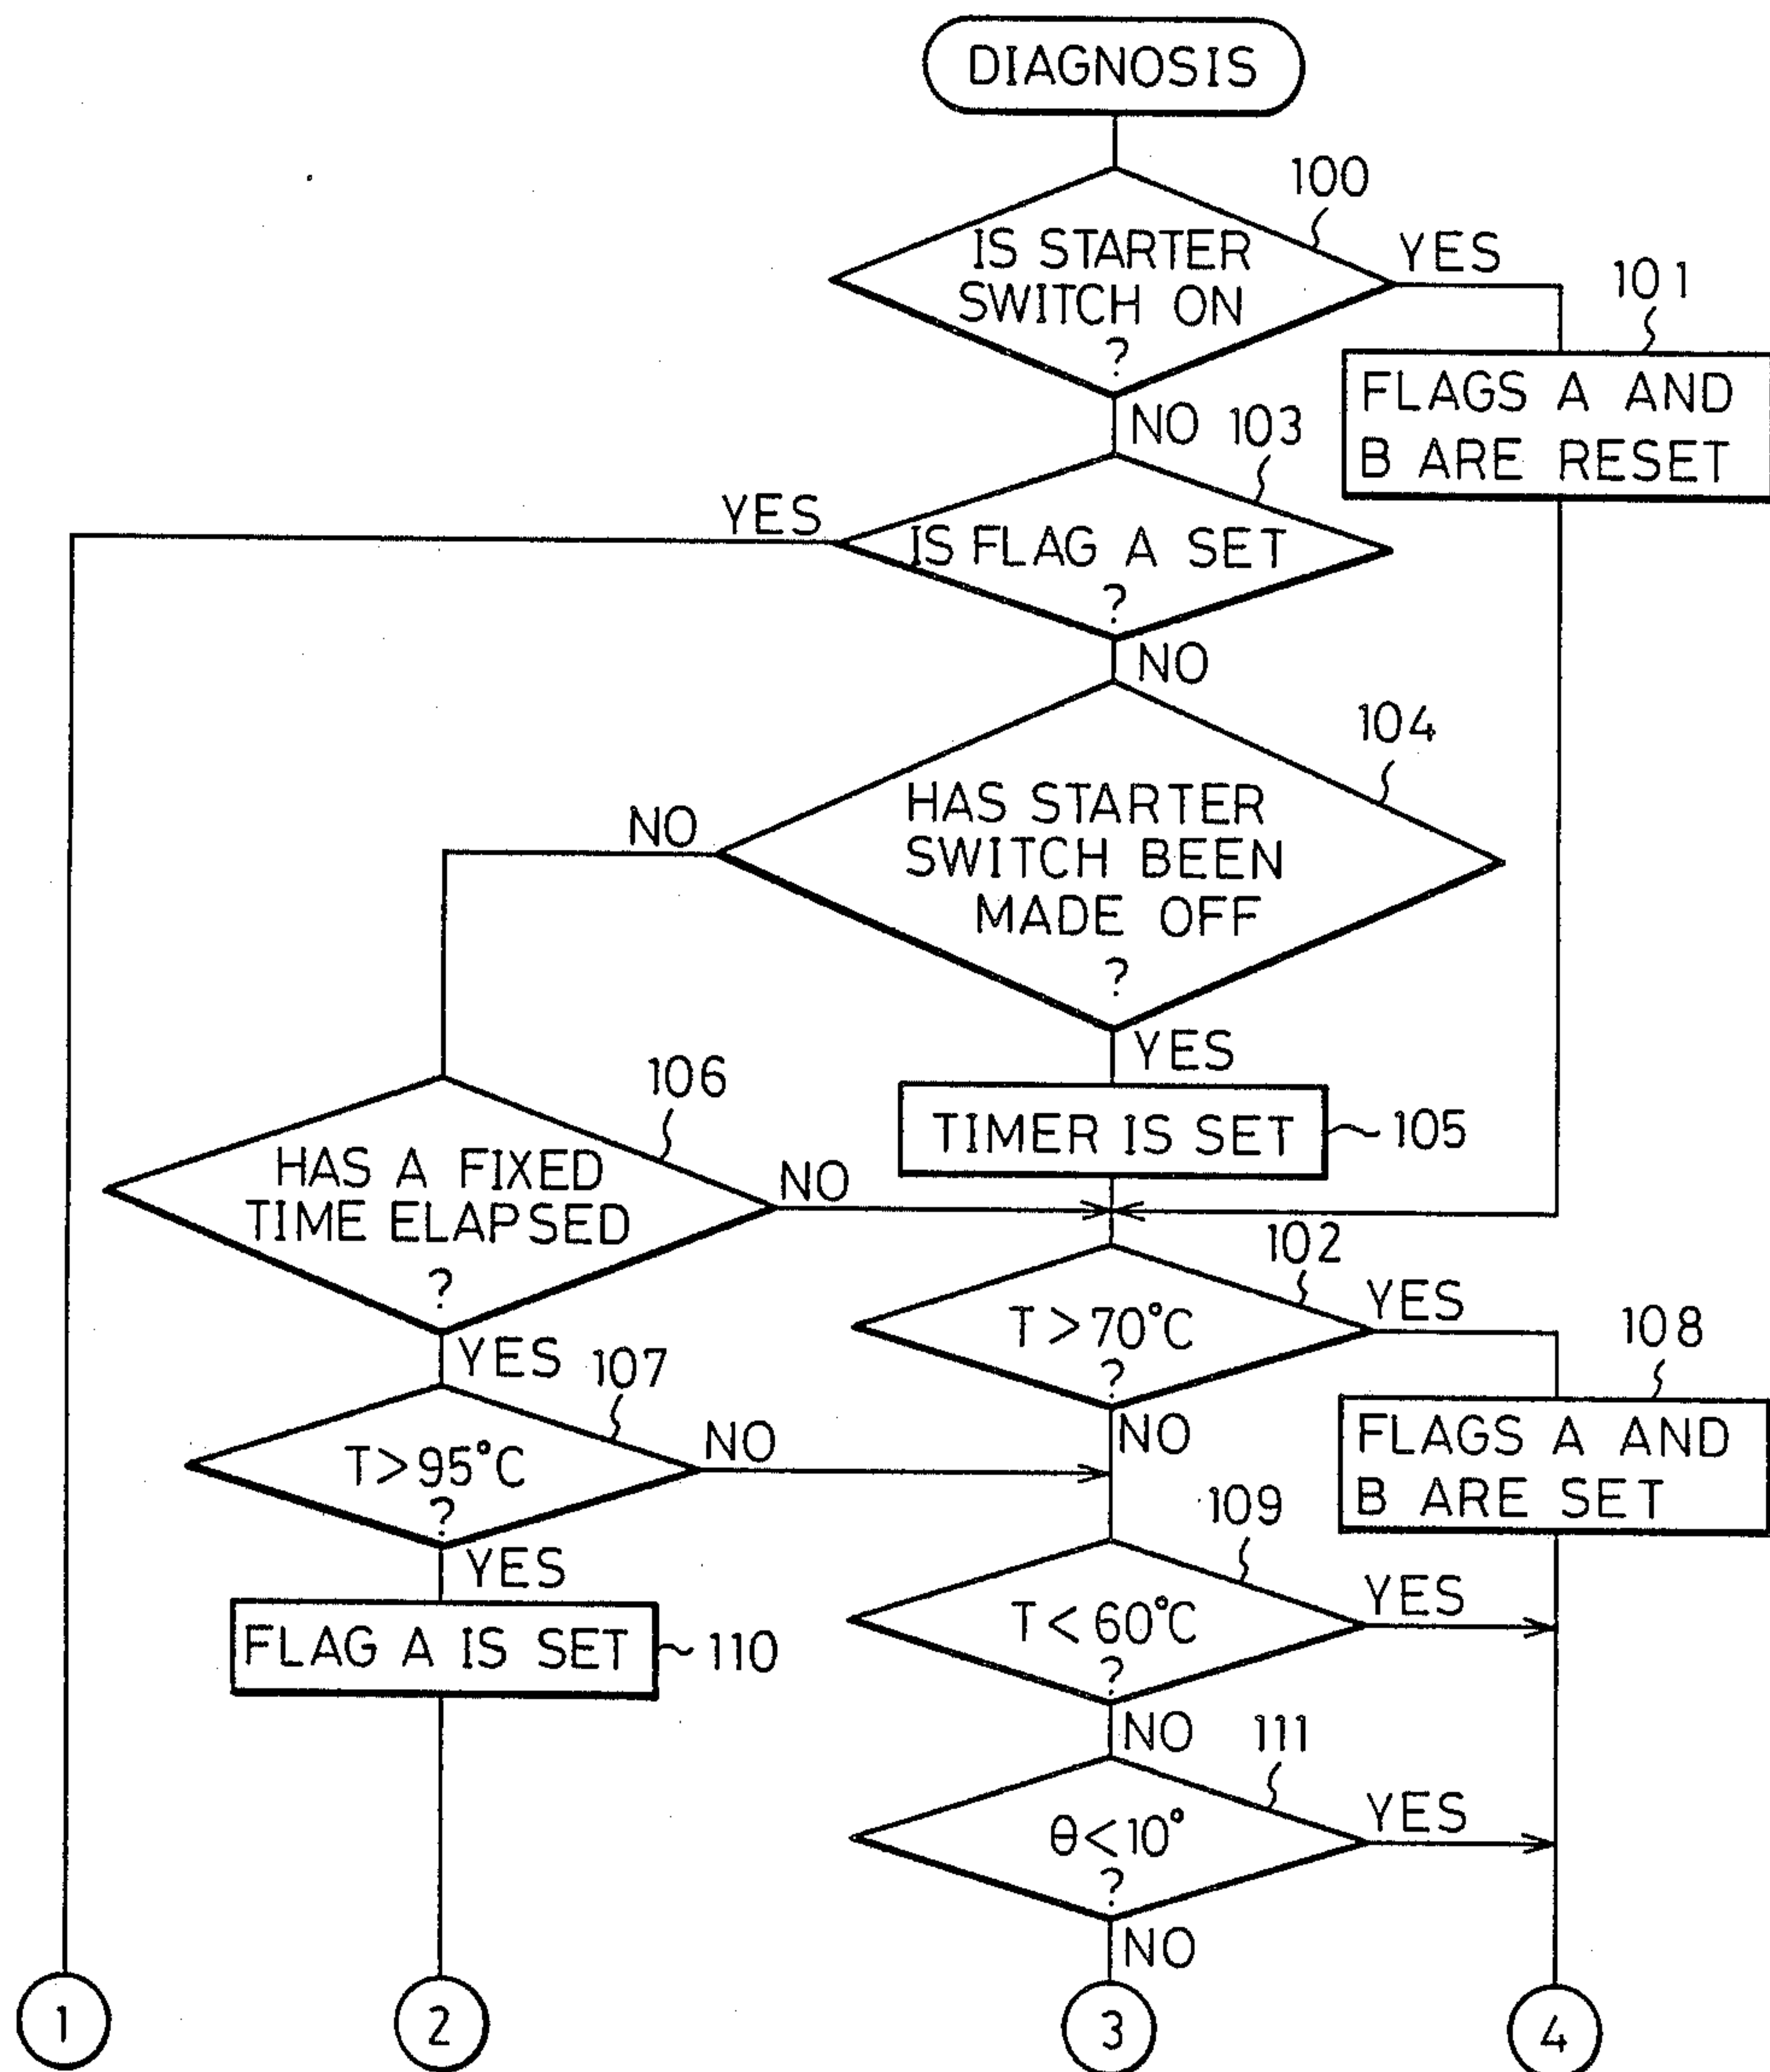 DIAGNOSIS
100
IS STARTER
SWITCH ON
?
YES
101
FLAGS A AND
B ARE RESET
NO
103
YES
IS FLAG A SET
?
NO
104
HAS STARTER
SWITCH BEEN
MADE OFF
?
NO
YES
106
TIMER IS SET
105
HAS A FIXED
TIME ELAPSED
?
NO
102
T>70°C
?
YES
108
FLAGS A AND
B ARE SET
YES
107
T>95°C
?
NO
NO
109
YES
FLAG A IS SET
110
T<60°C
?
YES
NO
111
θ<10°
?
YES
NO
1
2
3
4